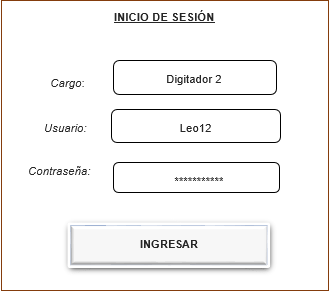 INICIO DE SESIÓN
Cargo: Digitador 2
Usuario: Leo12
Contraseña: ***********
INGRESAR